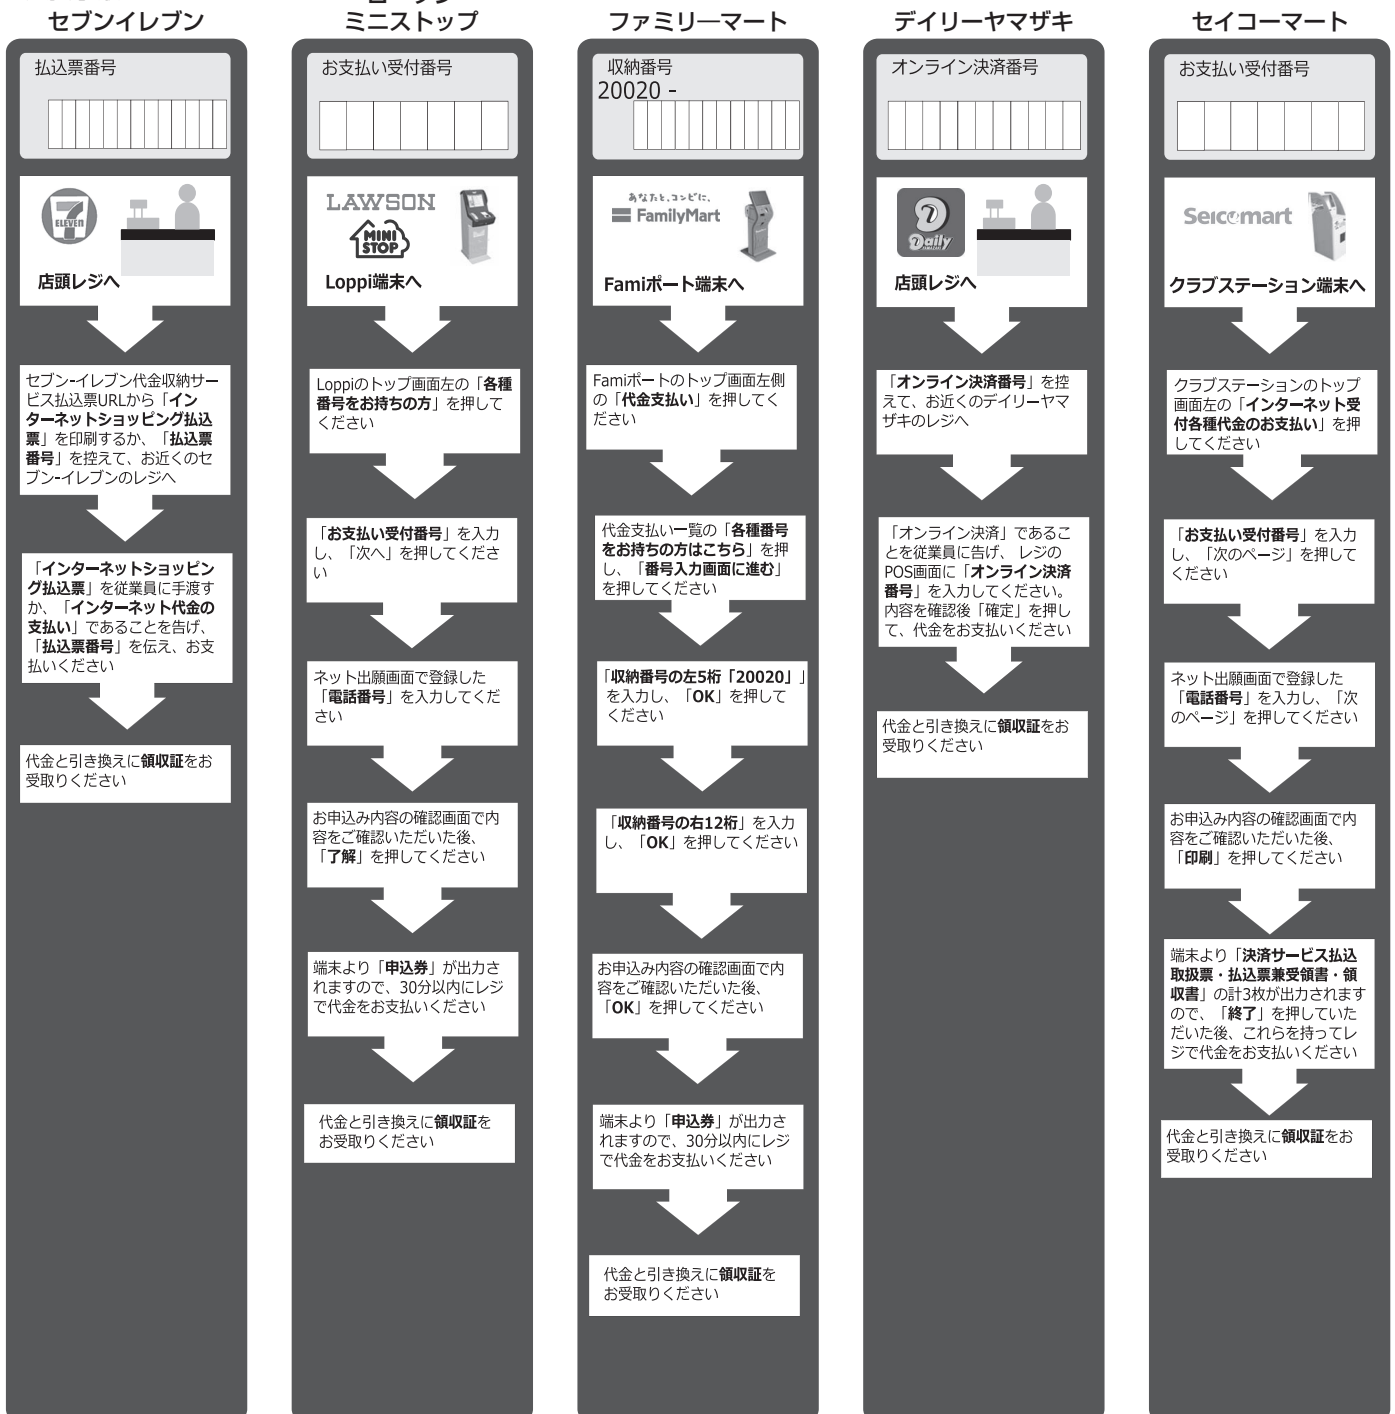 セブンイレブン
払込票番号
7
ELEVEN
店頭レジへ
セブン-イレブン代金収納サー
ビス払込票URLから「イン
ターネットショッピング払込
票」を印刷するか、「払込票
番号」を控えて、お近くのセ
ブン-イレブンのレジへ
「インターネットショッピン
グ払込票」を従業員に手渡す
か、「インターネット代金の
支払い」であることを告げ、
「払込票番号」を伝え、お支
払いください
代金と引き換えに領収証をお
受取りください
ミニストップ
お支払い受付番号
LAWSON
MINI
STOP
Loppi端末へ
Loppiのトップ画面左の「各種
番号をお持ちの方」を押して
ください
「お支払い受付番号」を入力
し、「次へ」を押してくださ
い
ネット出願画面で登録した
「電話番号」を入力してくだ
さい
お申込み内容の確認画面で内
容をご確認いただいた後、
「了解」を押してください
端末より「申込券」が出力さ
れますので、30分以内にレジ
で代金をお支払いください
代金と引き換えに領収証を
お受取りください
ファミリーマート
収納番号
20020 -
あなたと、コンビに、
FamilyMart
Famiポート端末へ
Famiポートのトップ画面左側
の「代金支払い」を押してく
ださい
代金支払い一覧の「各種番号
をお持ちの方はこちら」を押
し、「番号入力画面に進む」
を押してください
「収納番号の左5桁「20020」」
を入力し、「OK」を押して
ください
「収納番号の右12桁」を入力
し、「OK」を押してください
お申込み内容の確認画面で内
容をご確認いただいた後、
「OK」を押してください
端末より「申込券」が出力さ
れますので、30分以内にレジ
で代金をお支払いください
代金と引き換えに領収証を
お受取りください
デイリーヤマザキ
オンライン決済番号
Daily
店頭レジへ
「オンライン決済番号」を控
えて、お近くのデイリーヤマ
ザキのレジへ
「オンライン決済」であるこ
とを従業員に告げ、 レジの
POS画面に「オンライン決済
番号」を入力してください。
内容を確認後「確定」を押し
て、代金をお支払いください
代金と引き換えに領収証をお
受取りください
セイコーマート
お支払い受付番号
Seicomart
クラブステーション端末へ
クラブステーションのトップ
画面左の「インターネット受
付各種代金のお支払い」を押
してください
「お支払い受付番号」を入力
し、「次のページ」を押して
ください
ネット出願画面で登録した
「電話番号」を入力し、「次
のページ」を押してください
お申込み内容の確認画面で内
容をご確認いただいた後、
「印刷」を押してください
端末より「決済サービス払込
取扱票・払込票兼受領書・領
収書」の計3枚が出力されます
ので、「終了」を押していた
だいた後、これらを持ってレ
ジで代金をお支払いください
代金と引き換えに領収証をお
受取りください